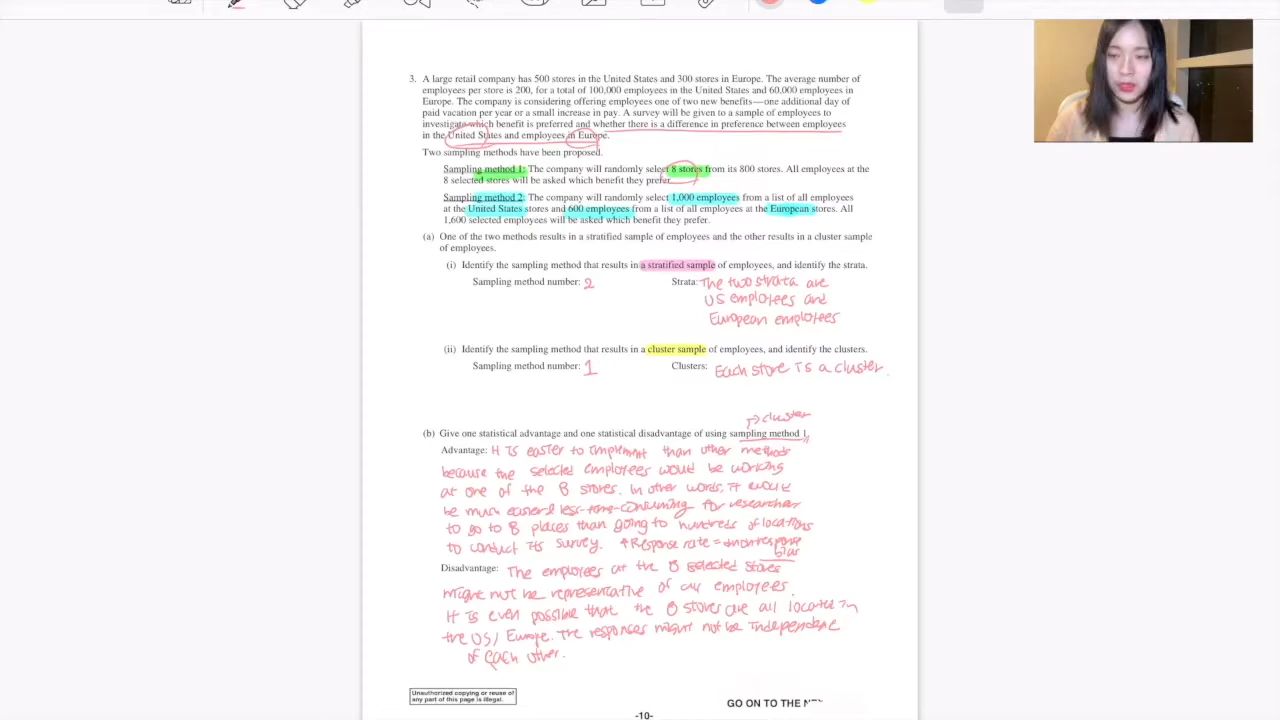 3. A large retail company has 500 stores in the United States and 300 stores in Europe. The average number of
employees per store is 200, for a total of 100,000 employees in the United States and 60,000 employees in
Europe. The company is considering offering employees one of two new benefits—one additional day of
paid vacation per year or a small increase in pay. A survey will be given to a sample of employees to
investigate which benefit is preferred and whether there is a difference in preference between employees
in the United States and employees in Europe.
Two sampling methods have been proposed.
Sampling method 1: The company will randomly select 8 stores from its 800 stores. All employees at the
8 selected stores will be asked which benefit they prefer.
Sampling method 2: The company will randomly select 1,000 employees from a list of all employees
at the United States stores and 600 employees from a list of all employees at the European stores. All
1,600 selected employees will be asked which benefit they prefer.
(a) One of the two methods results in a stratified sample of employees and the other results in a cluster sample
of employees.
(i) Identify the sampling method that results in a stratified sample of employees, and identify the strata.
Sampling method number: 2 Strata: The two strata are
US employees and
European employees
(ii) Identify the sampling method that results in a cluster sample of employees, and identify the clusters.
Sampling method number: 1 Clusters: Each store is a cluster.
→ cluster
(b) Give one statistical advantage and one statistical disadvantage of using sampling method 1.
Advantage: It is easier to implement than other methods
because the selected employees would be working
at one of the 8 stores. In other words, it would
be much easier & less-time-consuming for researcher
to go to 8 places than going to hundreds of locations
to conduct its survey. ↑ Response rate = nonresponse
bias
Disadvantage: The employees at the 8 selected stores
might not be representative of all employees.
It is even possible that the 8 stores are all located in
the US/Europe. The responses might not be independent
of each other.
Unauthorized copying or reuse of
any part of this page is illegal.
GO ON TO THE
-10-